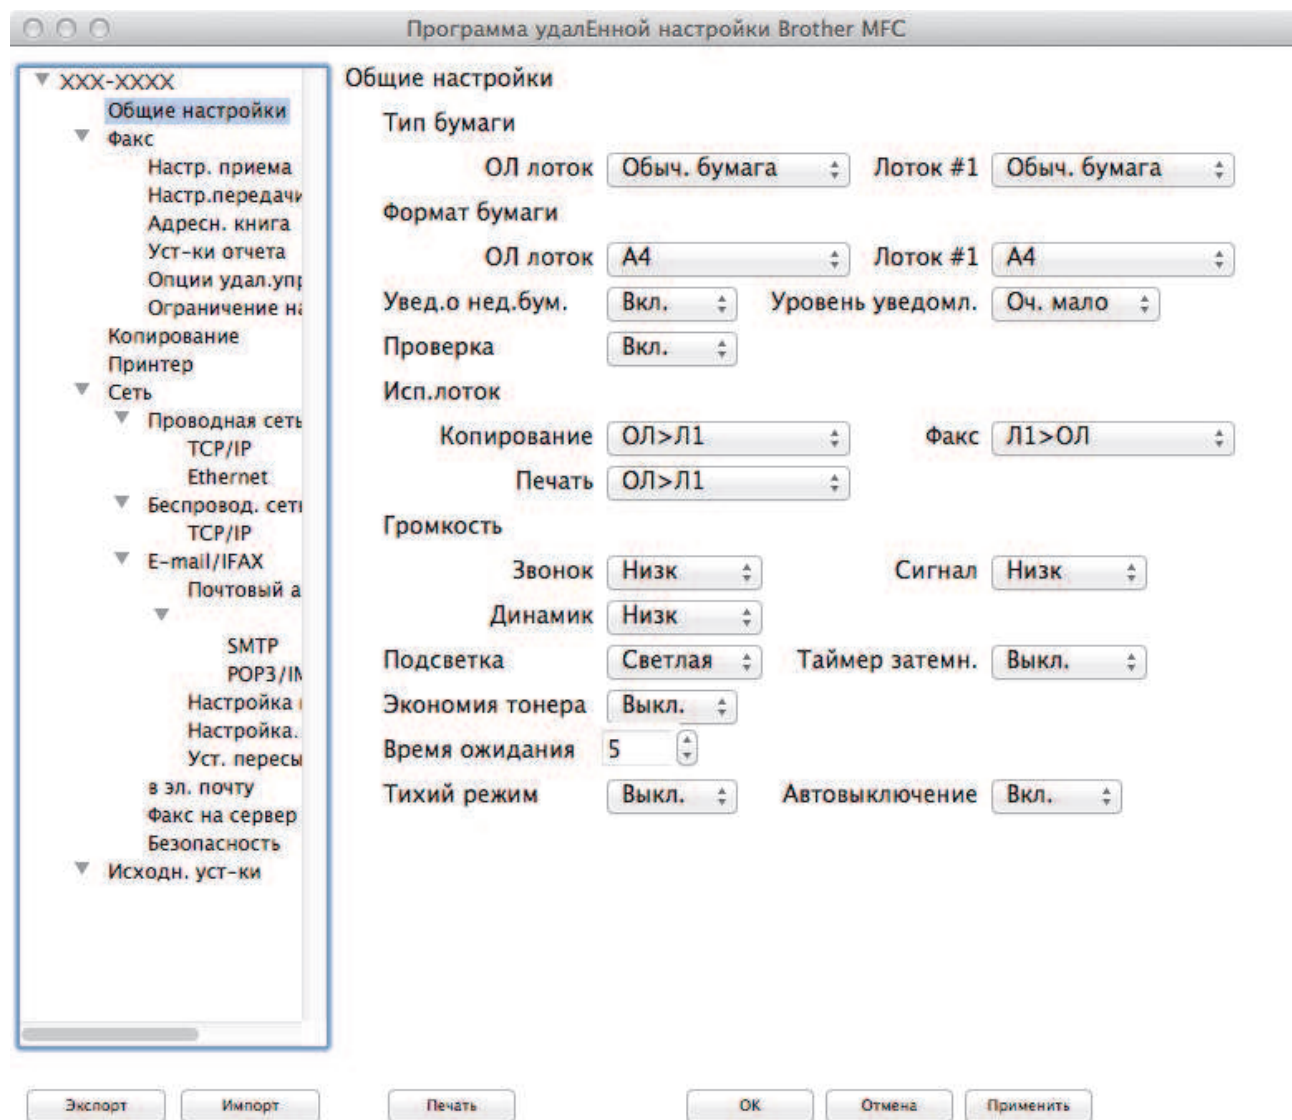 Программа удалЕнной настройки Brother MFC
XXX-XXXX
Общие настройки
Факс
Настр. приема
Настр.передачи
Адресн. книга
Уст-ки отчета
Опции удал.упр
Ограничение на
Копирование
Принтер
Сеть
Проводная сеть
TCP/IP
Ethernet
Беспровод. сет
TCP/IP
E-mail/IFAX
Почтовый а
SMTP
POP3/IM
Настройка
Настройка.
Уст. пересы
в эл. почту
Факс на сервер
Безопасность
Исходн. уст-ки
Общие настройки
Тип бумаги
ОЛ лоток Обыч. бумага Лоток #1 Обыч. бумага
Формат бумаги
ОЛ лоток A4 Лоток #1 A4
Увед.о нед.бум. Вкл. Уровень уведомл. Оч. мало
Проверка Вкл.
Исп.лоток
Копирование ОЛ>Л1 Факс Л1>ОЛ
Печать ОЛ>Л1
Громкость
Звонок Низк Сигнал Низк
Динамик Низк
Подсветка Светлая Таймер затемн. Выкл.
Экономия тонера Выкл.
Время ожидания 5
Тихий режим Выкл. Автовыключение Вкл.
Экспорт Импорт Печать OK Отмена Применить